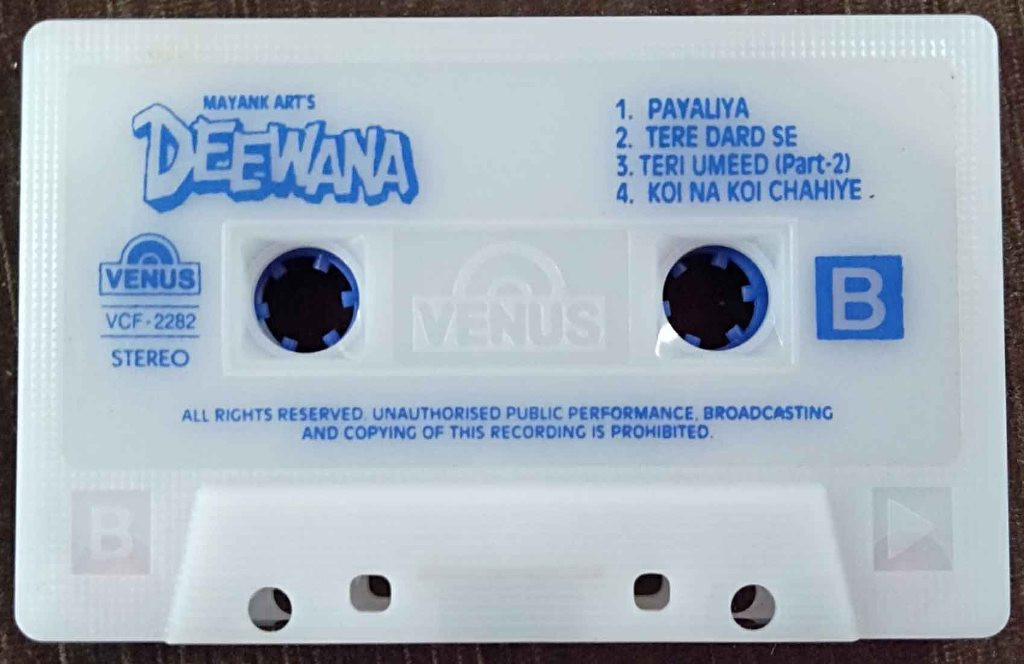 MAYANK ART'S
DEEWANA
1. PAYALIYA
2. TERE DARD SE
3. TERI UMEED (Part-2)
4. KOI NA KOI CHAHIYE.
VENUS
VCF-2282
STEREO
VENUS
B
ALL RIGHTS RESERVED. UNAUTHORISED PUBLIC PERFORMANCE, BROADCASTING
AND COPYING OF THIS RECORDING IS PROHIBITED.
B